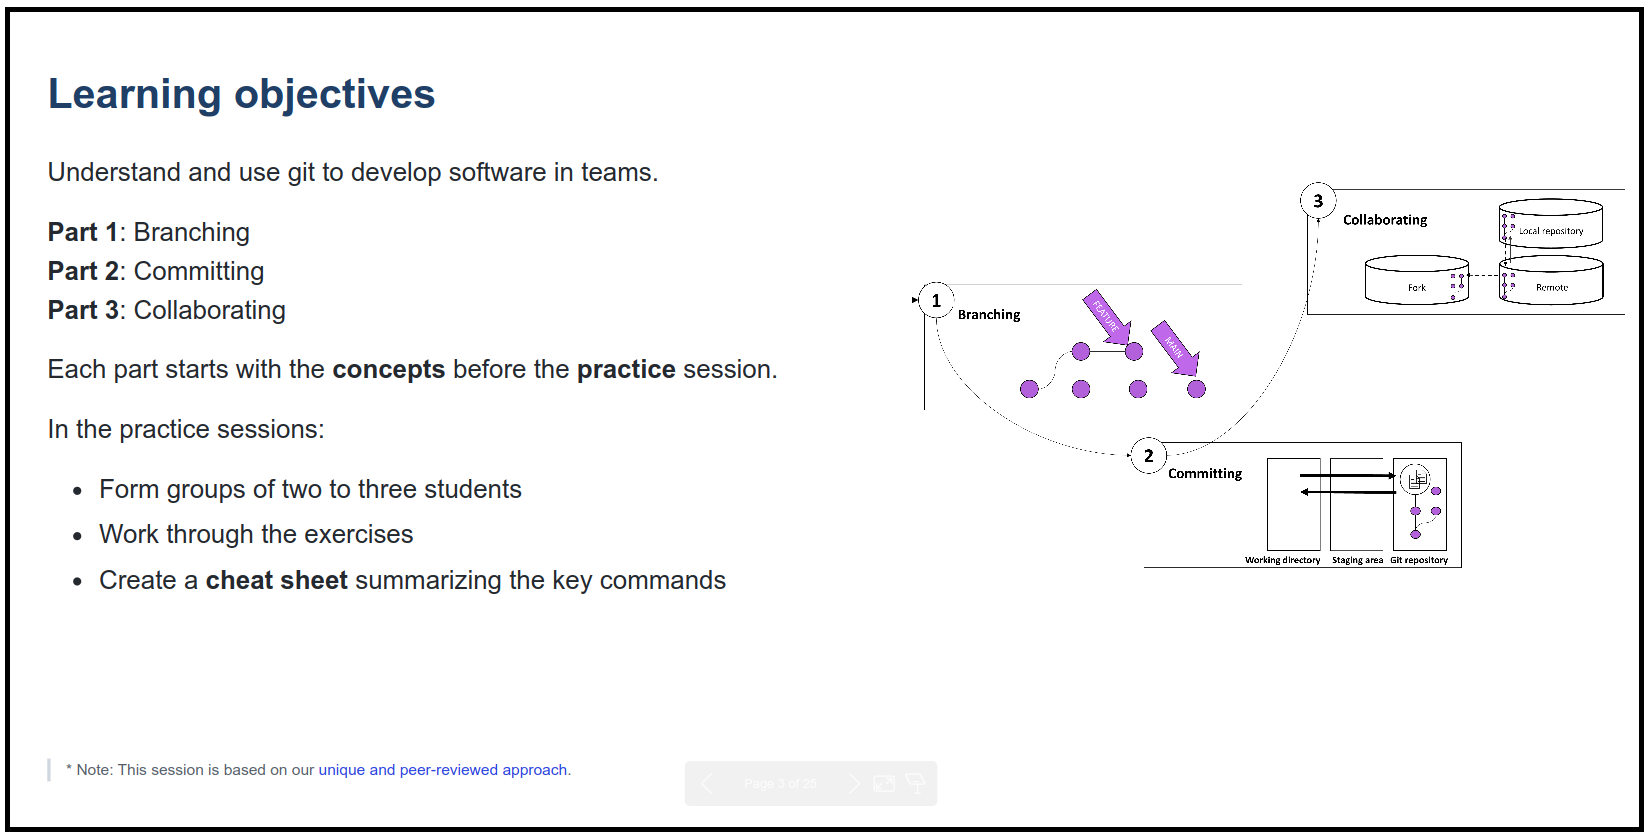 Learning objectives
Understand and use git to develop software in teams.
Part 1: Branching
Part 2: Committing
Part 3: Collaborating
Each part starts with the concepts before the practice session.
In the practice sessions:
Form groups of two to three students
Work through the exercises
Create a cheat sheet summarizing the key commands
3
Collaborating
Local repository
Fork
Remote
1
Branching
FEATURE
MAIN
2
Committing
Working directory
Staging area
Git repository
* Note: This session is based on our unique and peer-reviewed approach.
Page 3 of 25